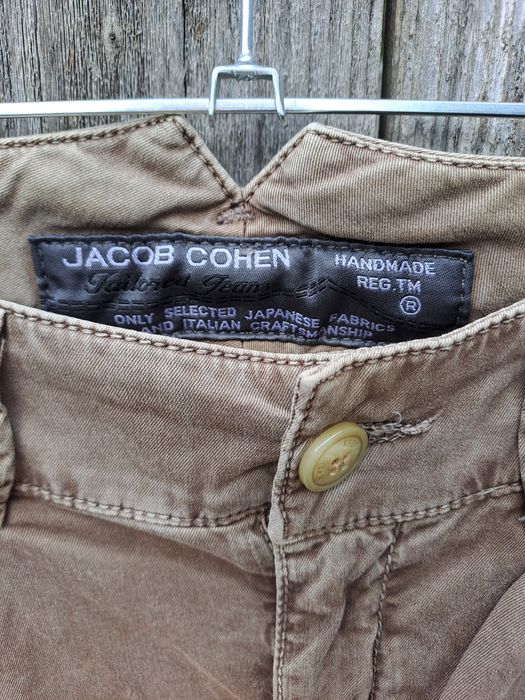 JACOB COHEN
Tailored Jeans
HANDMADE
REG.TM
®
ONLY SELECTED JAPANESE FABRICS
AND ITALIAN CRAFTSMANSHIP